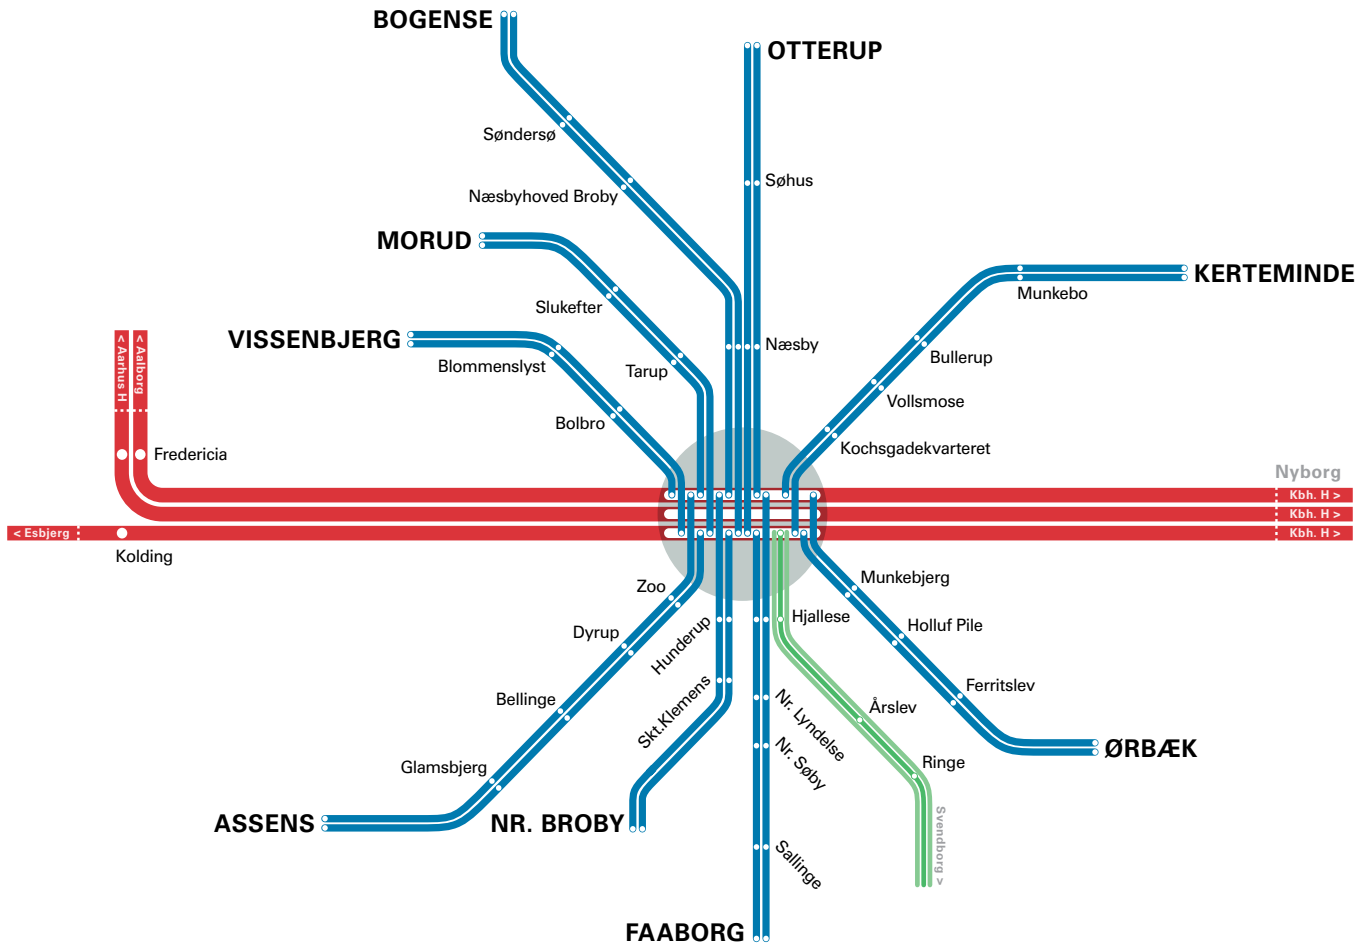 BOGENSE
OTTERUP
Søndersø
Søhus
Næsbyhoved Broby
MORUD
KERTEMINDE
Munkebo
Slukefter
VISSENBJERG
Næsby
Bullerup
Blommenslyst
Tarup
< Aarhus H
< Aalborg
Vollsmose
Bolbro
Kochsgadekvarteret
Fredericia
Nyborg
Kbh. H >
Kbh. H >
< Esbjerg
Kbh. H >
Kolding
Munkebjerg
Zoo
Hjallese
Holluf Pile
Dyrup
Hunderup
Ferritslev
Bellinge
Skt.Klemens
Nr. Lyndelse
Årslev
Nr. Søby
ØRBÆK
Ringe
Glamsbjerg
ASSENS
NR. BROBY
Svendborg >
Sallinge
FAABORG